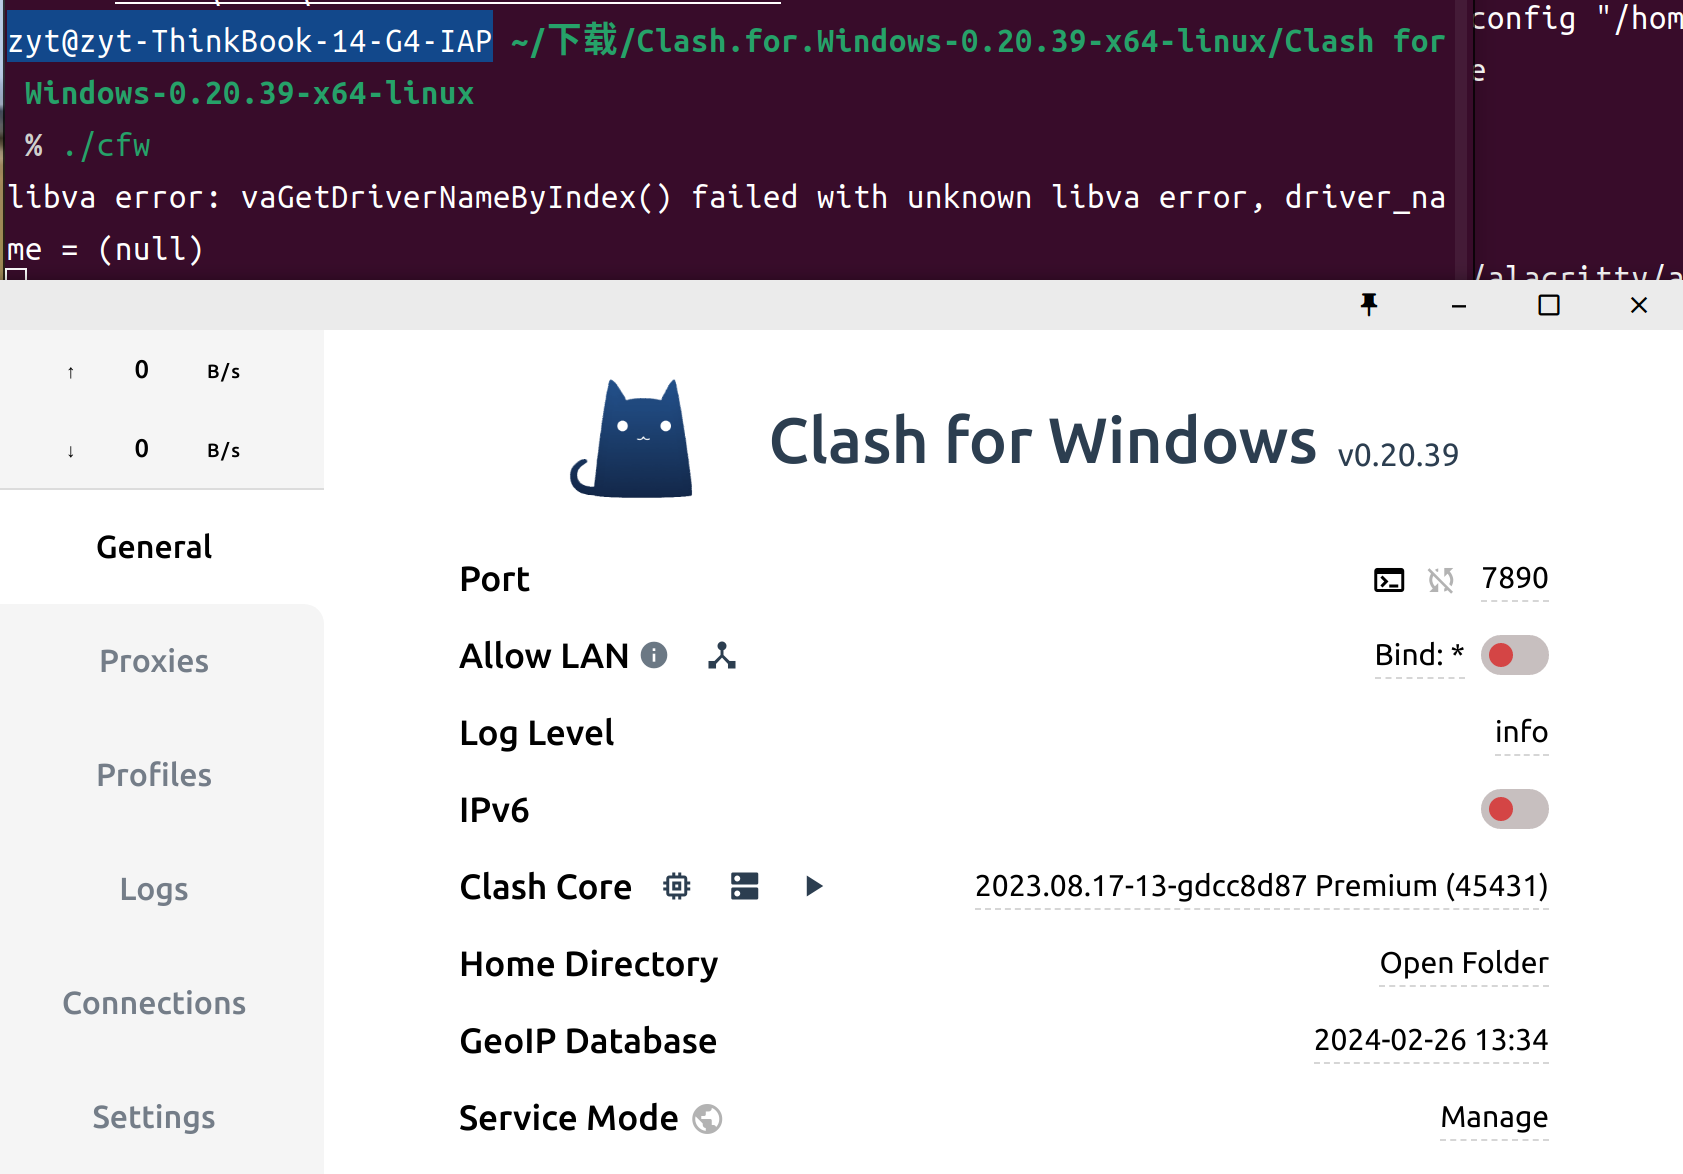 zyt@zyt-ThinkBook-14-G4-IAP ~/下载/Clash.for.Windows-0.20.39-x64-linux/Clash for
Windows-0.20.39-x64-linux
% ./cfw
libva error: vaGetDriverNameByIndex() failed with unknown libva error, driver_na
me = (null)
config "/hom
e
/alacritty/a
↑ 0 B/s
↓ 0 B/s
General
Proxies
Profiles
Logs
Connections
Settings
Clash for Windows v0.20.39
Port 7890
Allow LAN Bind: *
Log Level info
IPv6
Clash Core 2023.08.17-13-gdcc8d87 Premium (45431)
Home Directory Open Folder
GeoIP Database 2024-02-26 13:34
Service Mode Manage